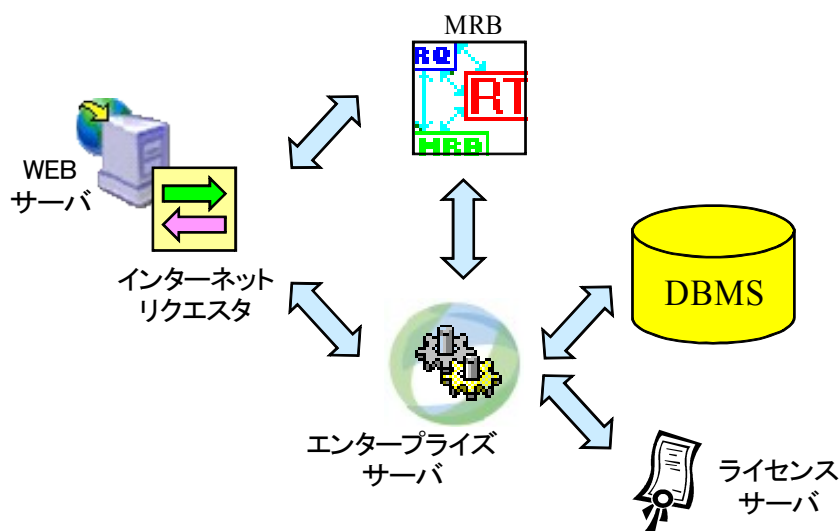 MRB
RQ
RT
MRB
WEB
サーバ
インターネット
リクエスタ
DBMS
エンタープライズ
サーバ
ライセンス
サーバ